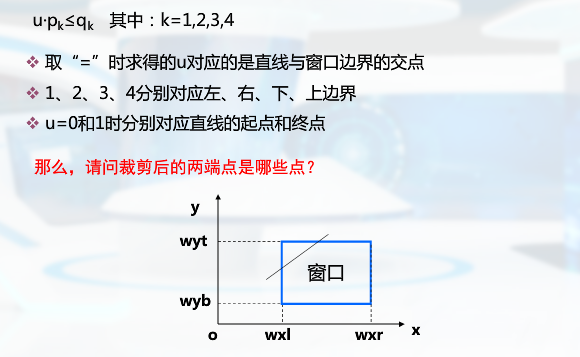 u·pk≤qk 其中：k=1,2,3,4
取“=”时求得的u对应的是直线与窗口边界的交点
1、2、3、4分别对应左、右、下、上边界
u=0和1时分别对应直线的起点和终点
那么，请问裁剪后的两端点是哪些点？
y
wyt
窗口
wyb
o wxl wxr x